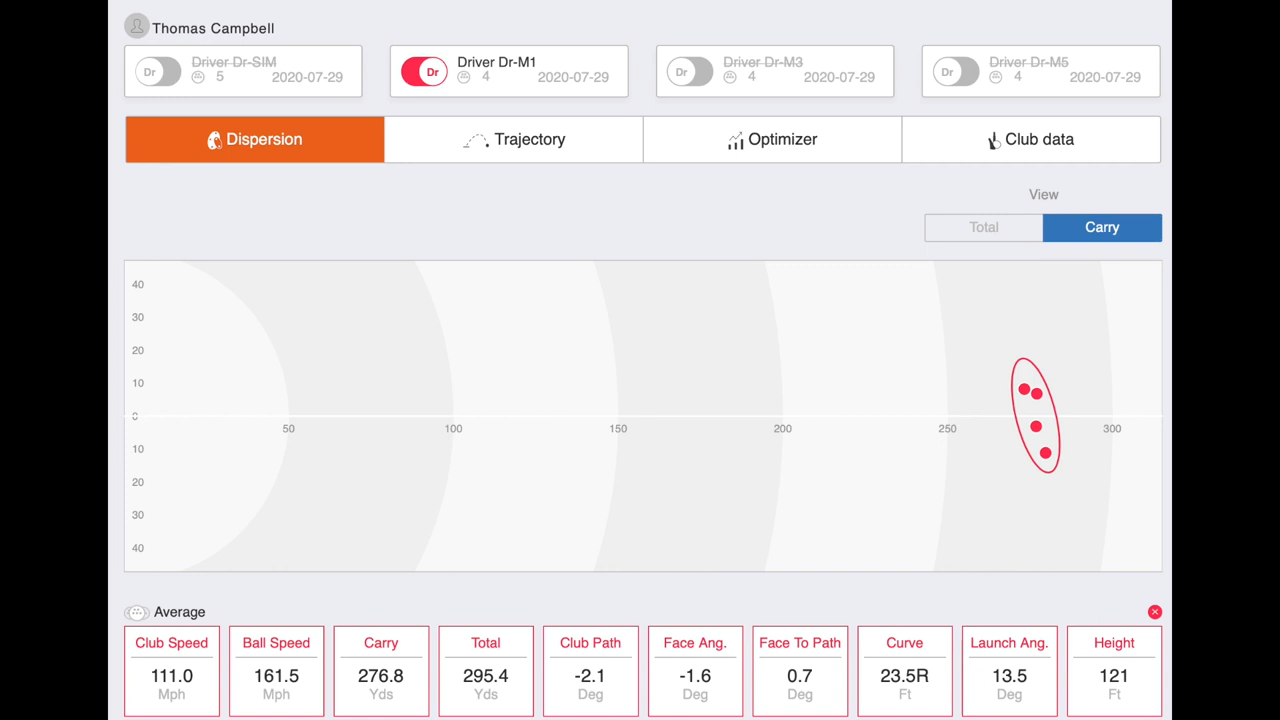 Thomas Campbell
Dr Driver Dr-SIM
5 2020-07-29
Dr Driver Dr-M1
4 2020-07-29
Dr Driver Dr-M3
4 2020-07-29
Dr Driver Dr-M5
4 2020-07-29
Dispersion Trajectory Optimizer Club data
View
Total Carry
40
30
20
10
0
50 100 150 200 250 300
10
20
30
40
Average
Club Speed Ball Speed Carry Total Club Path Face Ang. Face To Path Curve Launch Ang. Height
111.0 161.5 276.8 295.4 -2.1 -1.6 0.7 23.5R 13.5 121
Mph Mph Yds Yds Deg Deg Deg Ft Deg Ft